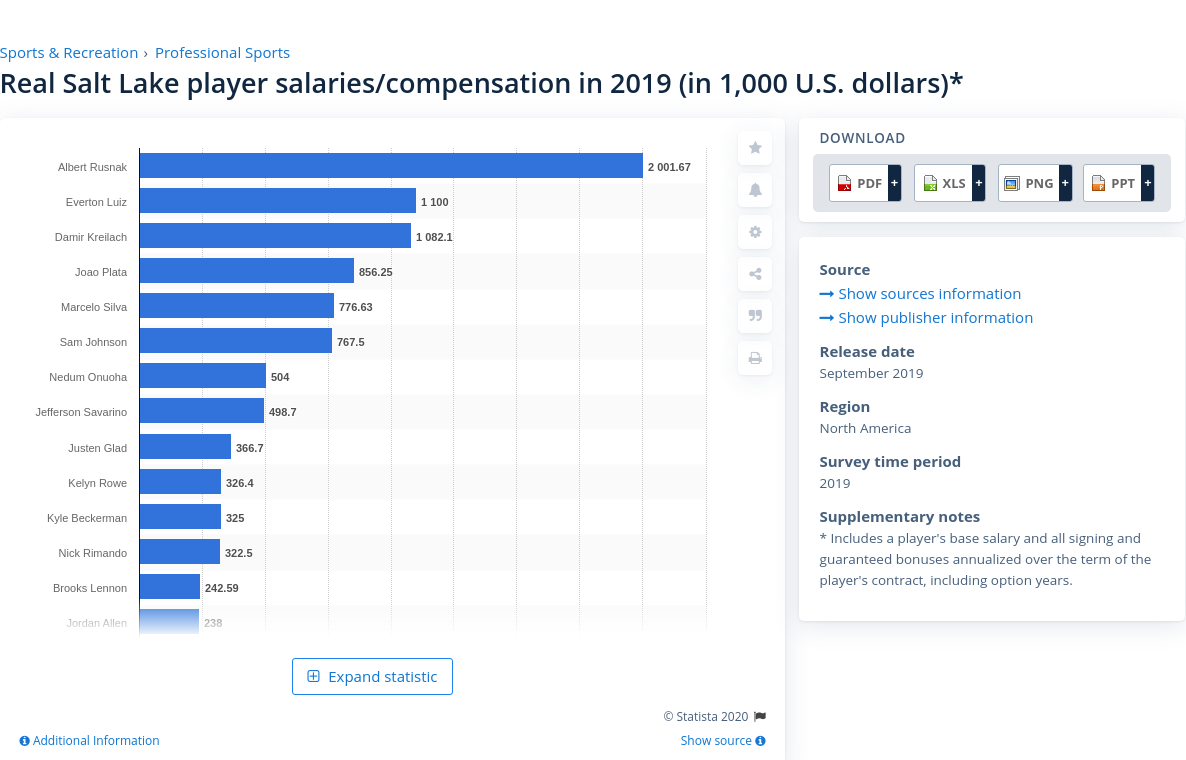 Sports & Recreation › Professional Sports
Real Salt Lake player salaries/compensation in 2019 (in 1,000 U.S. dollars)*
Albert Rusnak 2 001.67
Everton Luiz 1 100
Damir Kreilach 1 082.1
Joao Plata 856.25
Marcelo Silva 776.63
Sam Johnson 767.5
Nedum Onuoha 504
Jefferson Savarino 498.7
Justen Glad 366.7
Kelyn Rowe 326.4
Kyle Beckerman 325
Nick Rimando 322.5
Brooks Lennon 242.59
Jordan Allen 238
Expand statistic
© Statista 2020
Additional Information
Show source
DOWNLOAD
PDF + XLS + PNG + PPT +
Source
Show sources information
Show publisher information
Release date
September 2019
Region
North America
Survey time period
2019
Supplementary notes
* Includes a player's base salary and all signing and
guaranteed bonuses annualized over the term of the
player's contract, including option years.